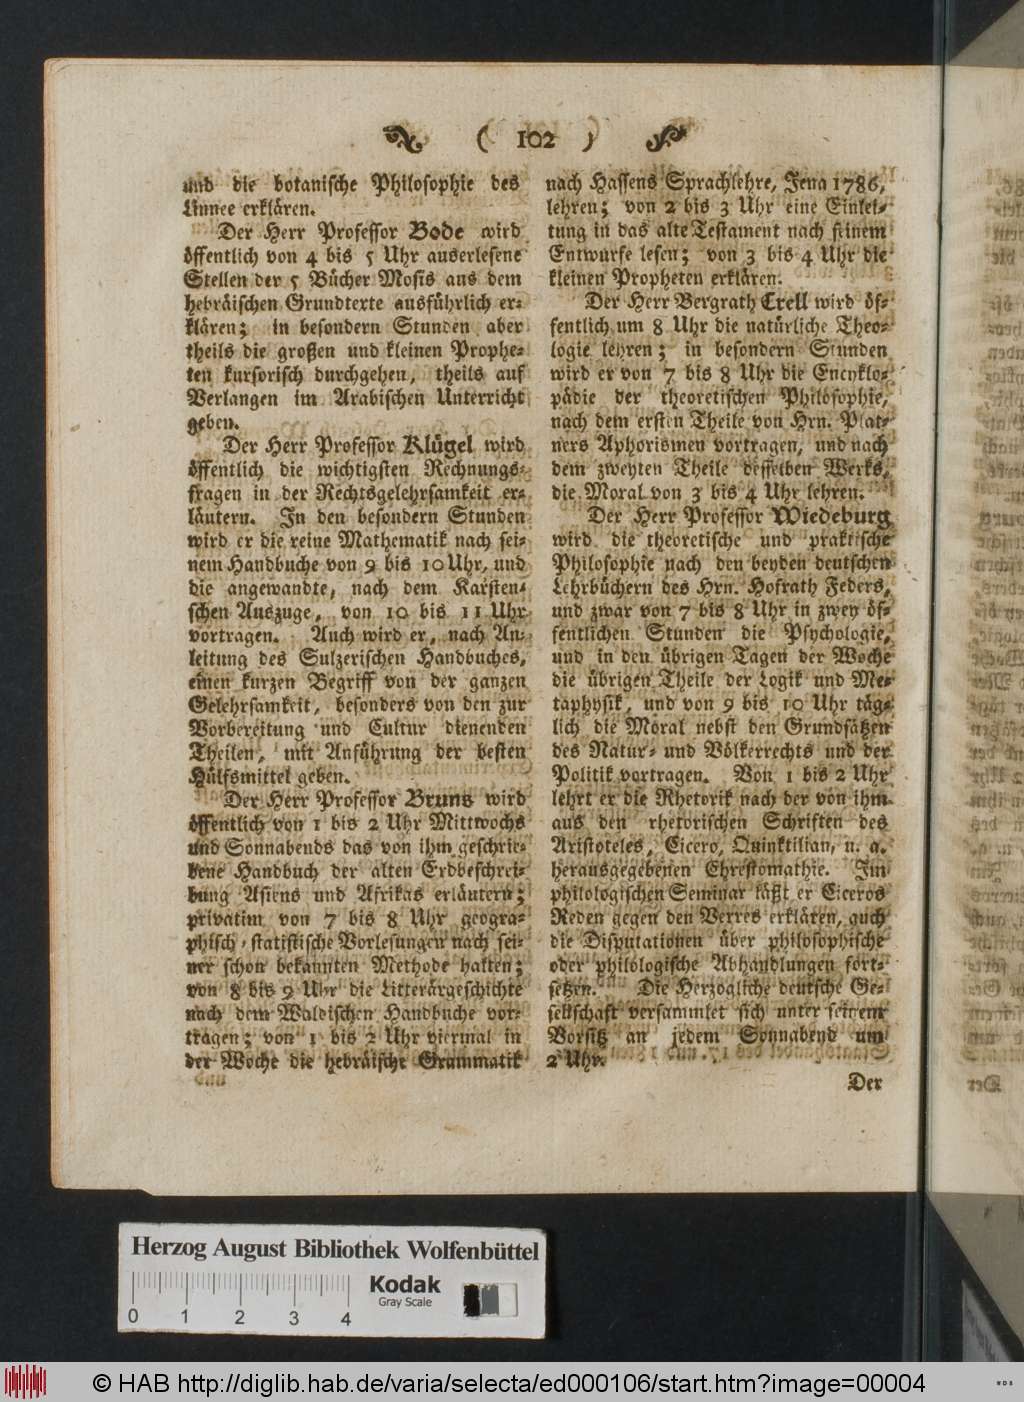 ( 102 )
und die botanische Philosophie des
Linnee erklären.
Der Herr Professor Bode wird
öffentlich von 4 bis 5 Uhr auserlesene
Stellen der 5 Bücher Mosis aus dem
hebräischen Grundterte ausführlich er-
klären; in besondern Stunden aber
theils die großen und kleinen Prophe-
ten kursorisch durchgehen, theils auf
Verlangen im Arabischen Unterricht
geben.
Der Herr Professor Klügel wird
öffentlich die wichtigsten Rechnungs-
fragen in der Rechtsgelehrsamkeit er-
läutern. In den besondern Stunden
wird er die reine Mathematik nach sei-
nem Handbuche von 9 bis 10 Uhr, und
die angewandte, nach dem Karsten-
schen Auszuge, von 10 bis 11 Uhr
vortragen. Auch wird er, nach An-
leitung des Sulzerischen Handbuches,
einen kurzen Begriff von der ganzen
Gelehrsamkeit, besonders von den zur
Vorbereitung und Cultur dienenden
Theilen, mit Anführung der besten
Hülfsmittel geben.
Der Herr Professor Bruns wird
öffentlich von 1 bis 2 Uhr Mittwochs
und Sonnabends das von ihm geschrie-
bene Handbuch der alten Erdbeschrei-
bung Asiens und Afrikas erläutern;
privatim von 7 bis 8 Uhr geogra-
phisch-statistische Vorlesungen nach sei-
ner schon bekannten Methode halten;
von 8 bis 9 Uhr die Litterärgeschichte
nach dem Waldischen Handbuche vor-
tragen; von 1 bis 2 Uhr viermal in
der Woche die hebräische Grammatik
nach Hassens Sprachlehre, Jena 1786,
lehren; von 2 bis 3 Uhr eine Einlei-
tung in das alte Testament nach seinem
Entwurfe lesen; von 3 bis 4 Uhr die
kleinen Propheten erklären.
Der Herr Bergrath Crell wird öf-
fentlich um 8 Uhr die natürliche Theo-
logie lehren; in besondern Stunden
wird er von 7 bis 8 Uhr die Encyklo-
pädie der theoretischen Philosophie,
nach dem ersten Theile von Hrn. Plat-
ners Aphorismen vortragen, und nach
dem zweyten Theile desselben Werks,
die Moral von 3 bis 4 Uhr lehren.
Der Herr Professor Wiedeburg
wird die theoretische und praktische
Philosophie nach den beyden deutschen
Lehrbüchern des Hrn. Hofrath Feders,
und zwar von 7 bis 8 Uhr in zwey öf-
fentlichen Stunden die Psychologie,
und in den übrigen Tagen der Woche
die übrigen Theile der Logik und Me-
taphysik, und von 9 bis 10 Uhr täg-
lich die Moral nebst den Grundsätzen
des Natur- und Völkerrechts und der
Politik vortragen. Von 1 bis 2 Uhr
lehrt er die Rhetorik nach der von ihm
aus den rhetorischen Schriften des
Aristoteles, Cicero, Quinktilian, u. a.
herausgegebenen Chrestomathie. Im
philologischen Seminar läßt er Ciceros
Reden gegen den Verres erklären, auch
die Disputationen über philosophische
oder philologische Abhandlungen fort-
setzen. Die Herzogliche deutsche Ge-
sellschaft versammlet sich unter seinem
Vorsitz an jedem Sonnabend um
2 Uhr.
Der
Herzog August Bibliothek Wolfenbüttel
Kodak
Gray Scale
0 1 2 3 4
© HAB http://diglib.hab.de/varia/selecta/ed000106/start.htm?image=00004